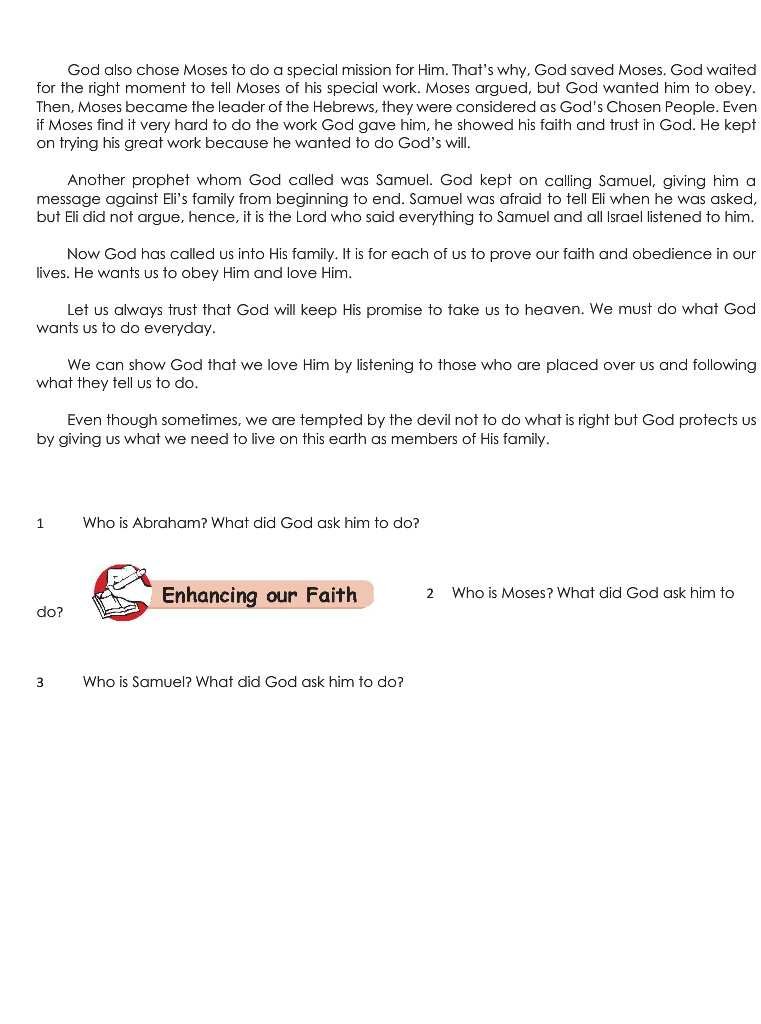 God also chose Moses to do a special mission for Him. That's why, God saved Moses. God waited
for the right moment to tell Moses of his special work. Moses argued, but God wanted him to obey.
Then, Moses became the leader of the Hebrews, they were considered as God's Chosen People. Even
if Moses find it very hard to do the work God gave him, he showed his faith and trust in God. He kept
on trying his great work because he wanted to do God's will.
Another prophet whom God called was Samuel. God kept on calling Samuel, giving him a
message against Eli's family from beginning to end. Samuel was afraid to tell Eli when he was asked,
but Eli did not argue, hence, it is the Lord who said everything to Samuel and all Israel listened to him.
Now God has called us into His family. It is for each of us to prove our faith and obedience in our
lives. He wants us to obey Him and love Him.
Let us always trust that God will keep His promise to take us to heaven. We must do what God
wants us to do everyday.
We can show God that we love Him by listening to those who are placed over us and following
what they tell us to do.
Even though sometimes, we are tempted by the devil not to do what is right but God protects us
by giving us what we need to live on this earth as members of His family.
1 Who is Abraham? What did God ask him to do?
Enhancing our Faith
2 Who is Moses? What did God ask him to
do?
3 Who is Samuel? What did God ask him to do?